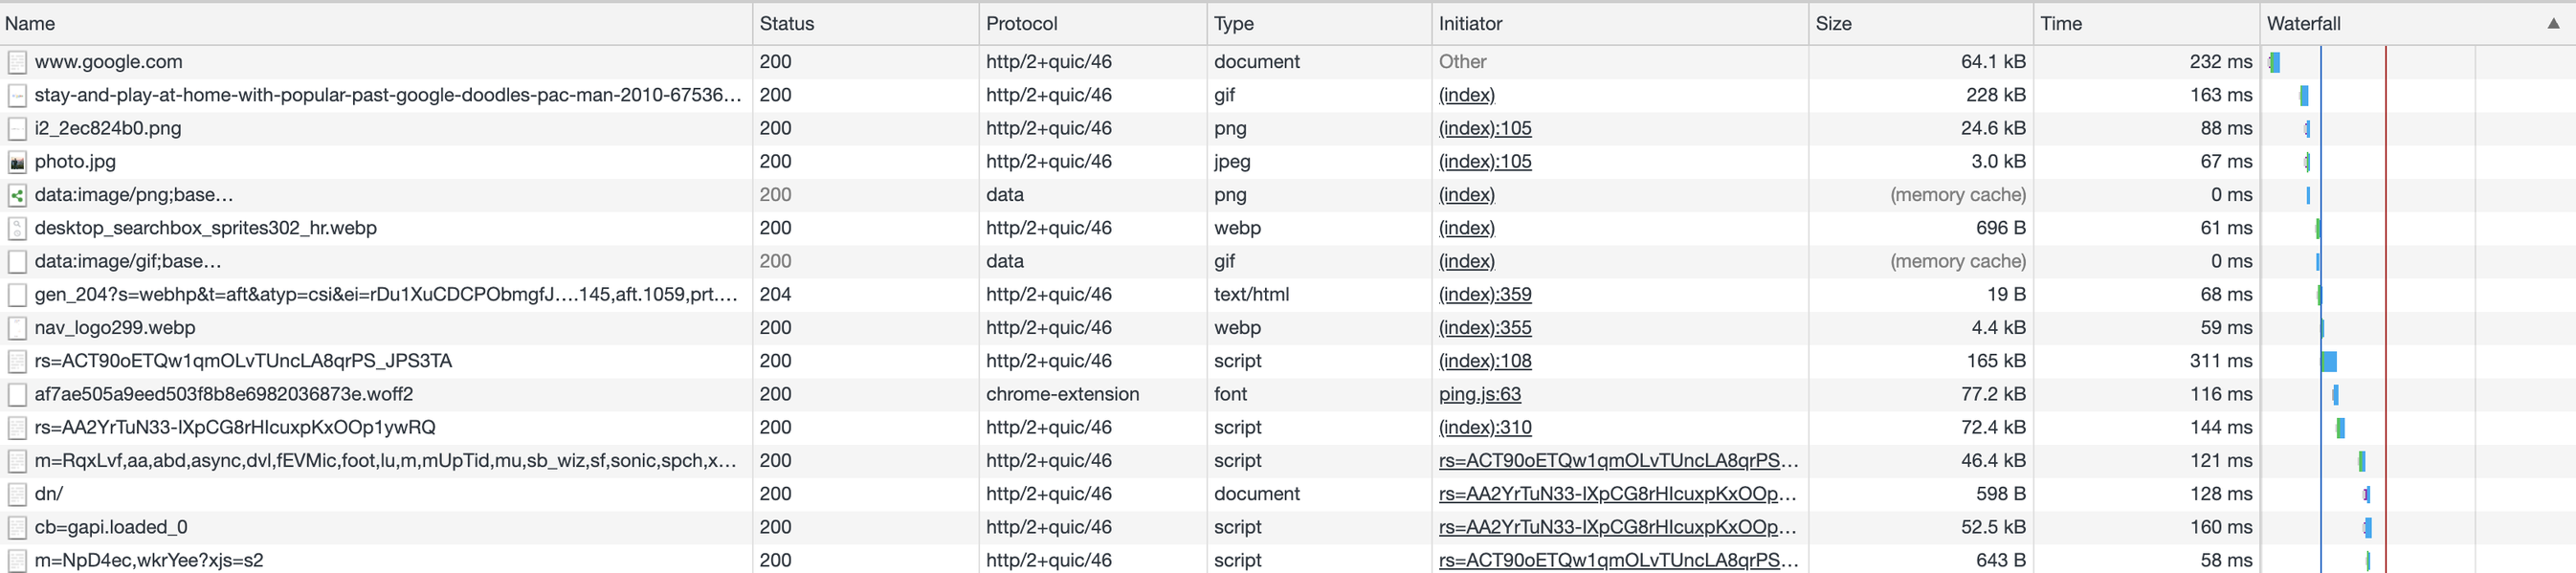 Name Status Protocol Type Initiator Size Time Waterfall ▲
www.google.com 200 http/2+quic/46 document Other 64.1 kB 232 ms
stay-and-play-at-home-with-popular-past-google-doodles-pac-man-2010-67536… 200 http/2+quic/46 gif (index) 228 kB 163 ms
i2_2ec824b0.png 200 http/2+quic/46 png (index):105 24.6 kB 88 ms
photo.jpg 200 http/2+quic/46 jpeg (index):105 3.0 kB 67 ms
data:image/png;base… 200 data png (index) (memory cache) 0 ms
desktop_searchbox_sprites302_hr.webp 200 http/2+quic/46 webp (index) 696 B 61 ms
data:image/gif;base… 200 data gif (index) (memory cache) 0 ms
gen_204?s=webhp&t=aft&atyp=csi&ei=rDu1XuCDCPObmgfJ….145,aft.1059,prt.… 204 http/2+quic/46 text/html (index):359 19 B 68 ms
nav_logo299.webp 200 http/2+quic/46 webp (index):355 4.4 kB 59 ms
rs=ACT90oETQw1qmOLvTUncLA8qrPS_JPS3TA 200 http/2+quic/46 script (index):108 165 kB 311 ms
af7ae505a9eed503f8b8e6982036873e.woff2 200 chrome-extension font ping.js:63 77.2 kB 116 ms
rs=AA2YrTuN33-IXpCG8rHIcuxpKxOOp1ywRQ 200 http/2+quic/46 script (index):310 72.4 kB 144 ms
m=RqxLvf,aa,abd,async,dvl,fEVMic,foot,lu,m,mUpTid,mu,sb_wiz,sf,sonic,spch,x… 200 http/2+quic/46 script rs=ACT90oETQw1qmOLvTUncLA8qrPS… 46.4 kB 121 ms
dn/ 200 http/2+quic/46 document rs=AA2YrTuN33-IXpCG8rHIcuxpKxOOp… 598 B 128 ms
cb=gapi.loaded_0 200 http/2+quic/46 script rs=AA2YrTuN33-IXpCG8rHIcuxpKxOOp… 52.5 kB 160 ms
m=NpD4ec,wkrYee?xjs=s2 200 http/2+quic/46 script rs=ACT90oETQw1qmOLvTUncLA8qrPS… 643 B 58 ms